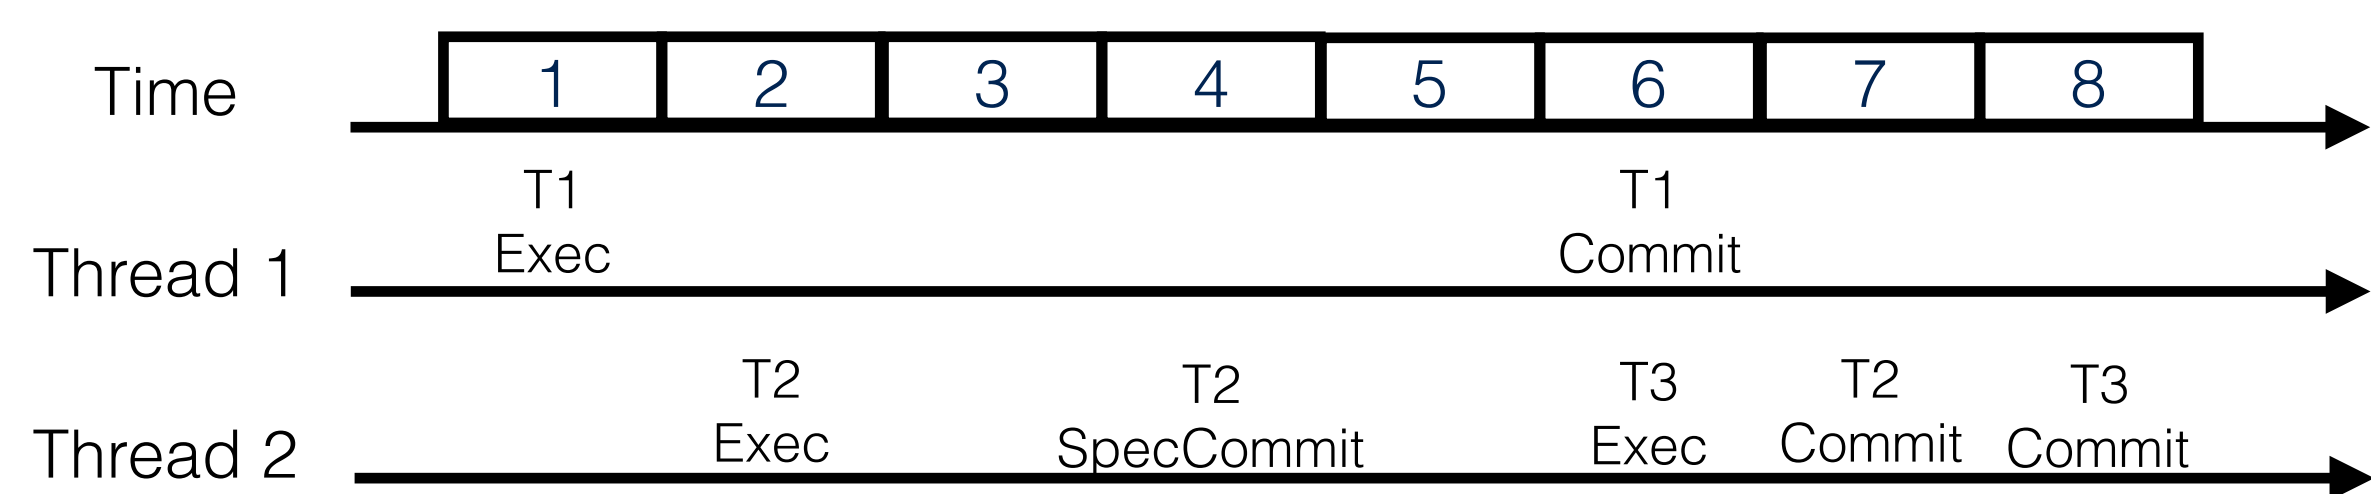 Time 1 2 3 4 5 6 7 8
T1 T1
Thread 1 Exec Commit
T2 T2 T3 T2 T3
Thread 2 Exec SpecCommit Exec Commit Commit